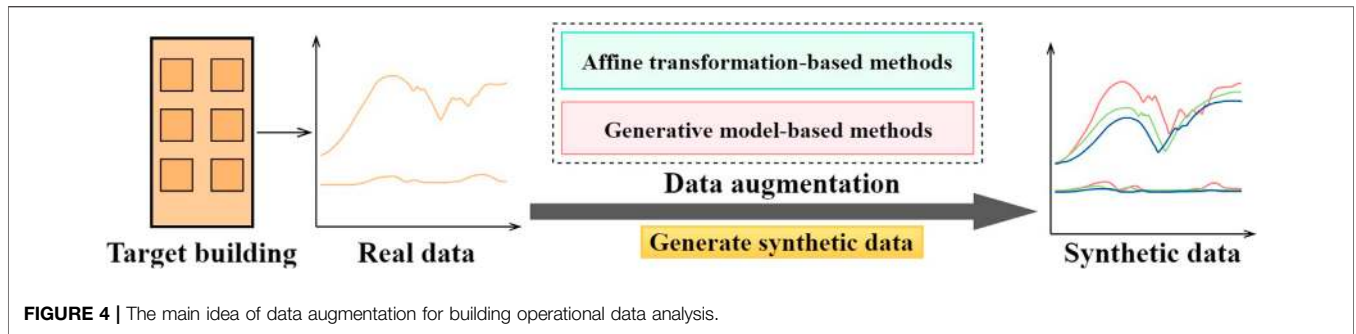 Affine transformation-based methods
Generative model-based methods
Data augmentation
Generate synthetic data
Target building
Real data
Synthetic data
FIGURE 4 | The main idea of data augmentation for building operational data analysis.